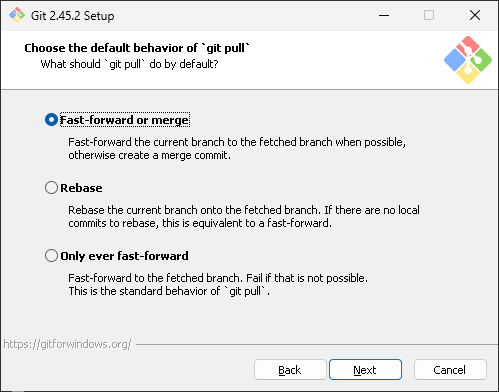 Git 2.45.2 Setup
Choose the default behavior of `git pull`
What should `git pull` do by default?
Fast-forward or merge
Fast-forward the current branch to the fetched branch when possible,
otherwise create a merge commit.
Rebase
Rebase the current branch onto the fetched branch. If there are no local
commits to rebase, this is equivalent to a fast-forward.
Only ever fast-forward
Fast-forward to the fetched branch. Fail if that is not possible.
This is the standard behavior of `git pull`.
https://gitforwindows.org/
Back Next Cancel